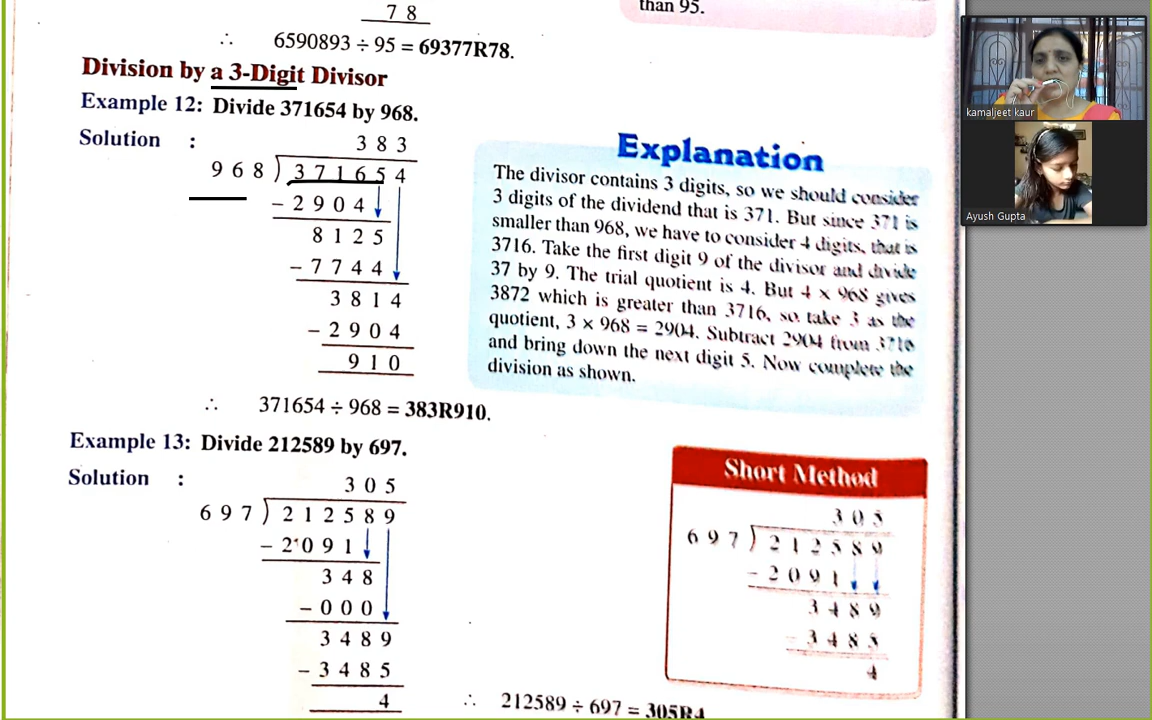 7 8
than 95.
∴ 6590893 ÷ 95 = 69377R78.
Division by a 3-Digit Divisor
Example 12: Divide 371654 by 968.
Solution :
3 8 3
9 6 8 ) 3 7 1 6 5 4
− 2 9 0 4
8 1 2 5
− 7 7 4 4
3 8 1 4
− 2 9 0 4
9 1 0
∴ 371654 ÷ 968 = 383R910.
Explanation
The divisor contains 3 digits, so we should consider
3 digits of the dividend that is 371. But since 371 is
smaller than 968, we have to consider 4 digits, that is
3716. Take the first digit 9 of the divisor and divide
37 by 9. The trial quotient is 4. But 4 × 968 gives
3872 which is greater than 3716, so take 3 as the
quotient, 3 × 968 = 2904. Subtract 2904 from 3716
and bring down the next digit 5. Now complete the
division as shown.
Example 13: Divide 212589 by 697.
Solution :
3 0 5
6 9 7 ) 2 1 2 5 8 9
− 2 0 9 1
3 4 8
− 0 0 0
3 4 8 9
− 3 4 8 5
4
Short Method
3 0 5
6 9 7 ) 2 1 2 5 8 9
− 2 0 9 1
3 4 8 9
− 3 4 8 5
4
∴ 212589 ÷ 697 = 305R4
kamaljeet kaur
Ayush Gupta